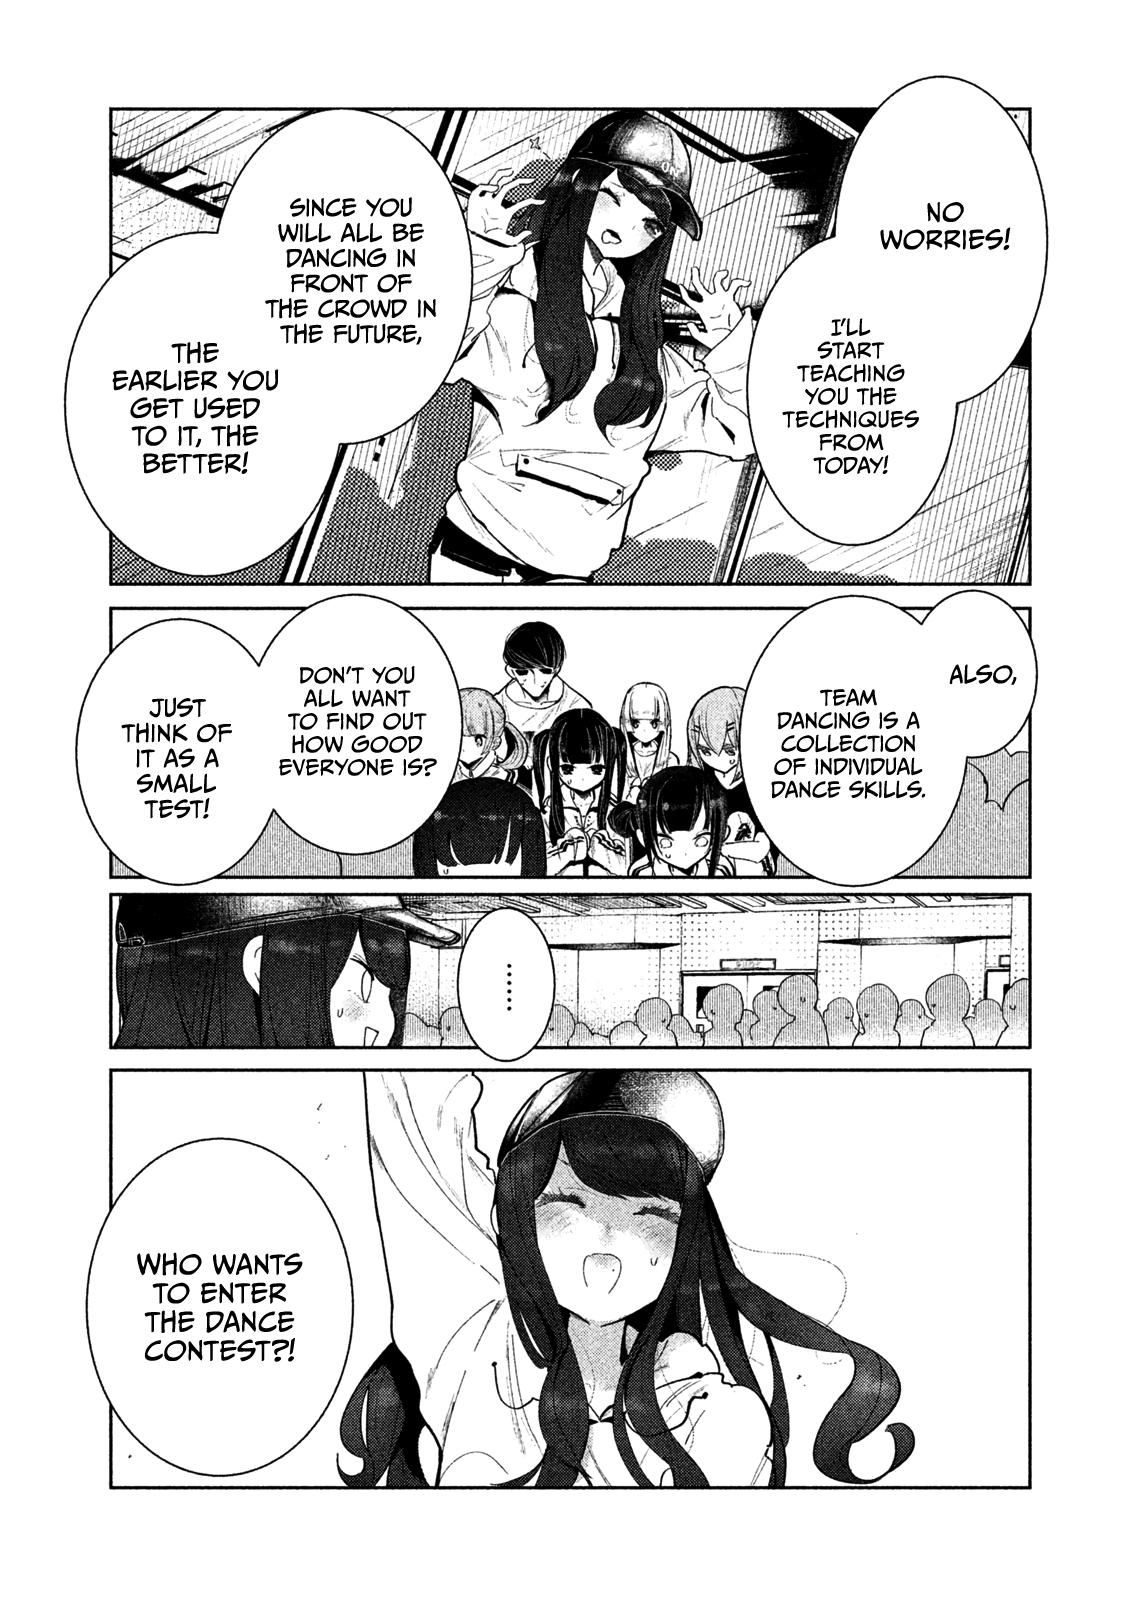 NO
WORRIES!
I'LL
START
TEACHING
YOU THE
TECHNIQUES
FROM
TODAY!
SINCE YOU
WILL ALL BE
DANCING IN
FRONT OF
THE CROWD IN
THE FUTURE,
THE
EARLIER YOU
GET USED
TO IT, THE
BETTER!
ALSO,
TEAM
DANCING IS A
COLLECTION
OF INDIVIDUAL
DANCE SKILLS.
DON'T YOU
ALL WANT
TO FIND OUT
HOW GOOD
EVERYONE IS?
JUST
THINK OF
IT AS A
SMALL
TEST!
......
WHO WANTS
TO ENTER
THE DANCE
CONTEST?!